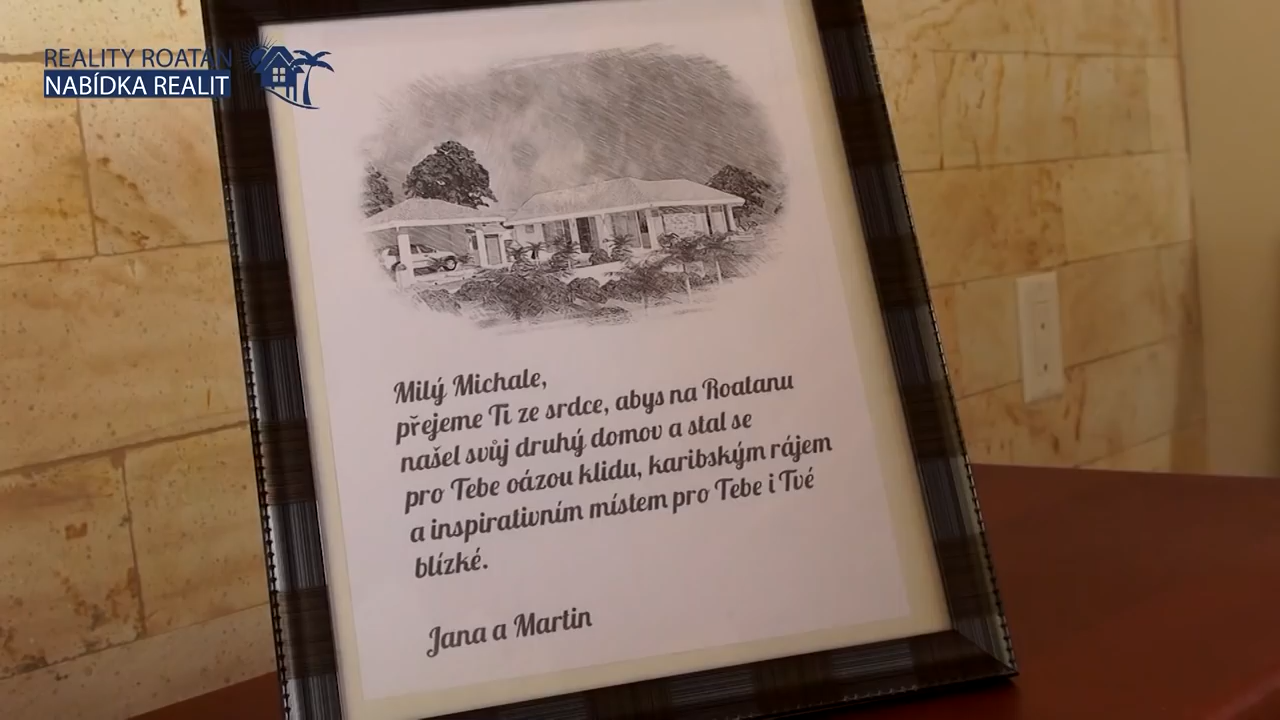 REALITY ROATAN
NABÍDKA REALIT
Milý Michale,
přejeme Ti ze srdce, abys na Roatanu
našel svůj druhý domov a stal se
pro Tebe oázou klidu, karibským rájem
a inspirativním místem pro Tebe i Tvé
blízké.
Jana a Martin